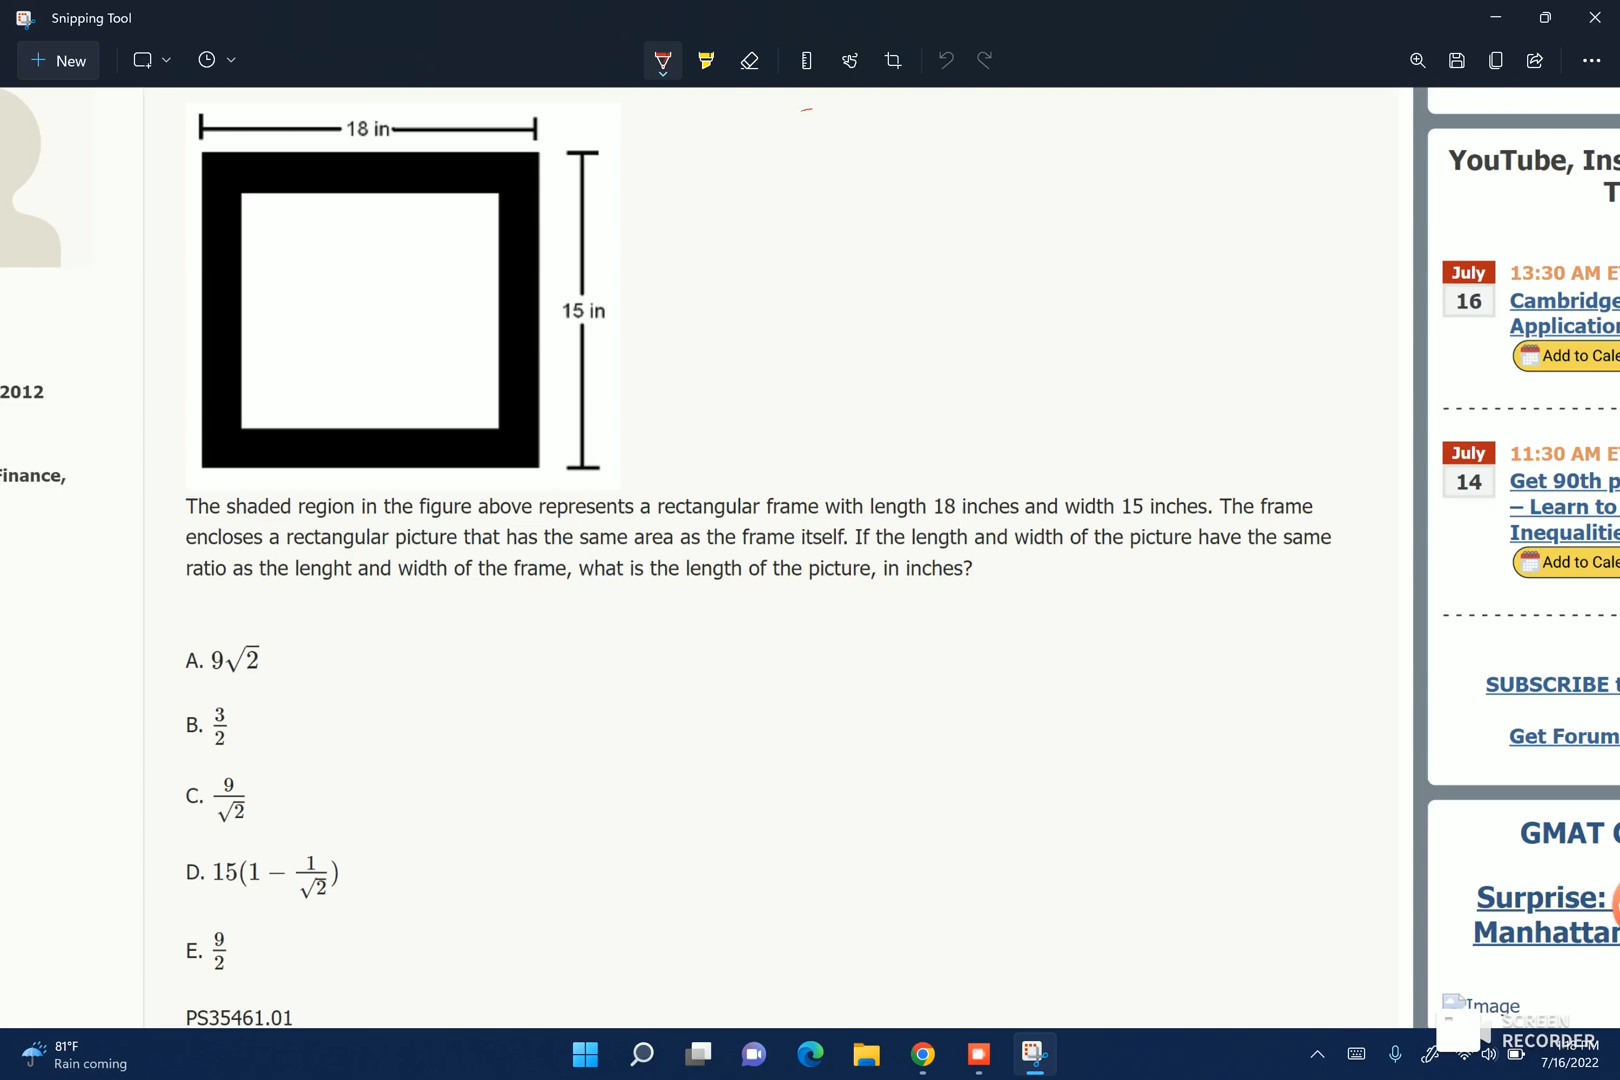 Snipping Tool
New
18 in
15 in
The shaded region in the figure above represents a rectangular frame with length 18 inches and width 15 inches. The frame
encloses a rectangular picture that has the same area as the frame itself. If the length and width of the picture have the same
ratio as the lenght and width of the frame, what is the length of the picture, in inches?
A. 9√2
B. 3/2
C. 9/√2
D. 15(1 − 1/√2)
E. 9/2
PS35461.01
2012
Finance,
YouTube, Ins
T
July
16
13:30 AM E
Cambridge
Application
Add to Cale
July
14
11:30 AM E
Get 90th p
– Learn to
Inequalitie
Add to Cale
SUBSCRIBE t
Get Forum
GMAT
Surprise:
Manhattan
Image
SCREEN
RECORDER
81°F
Rain coming
7/16/2022